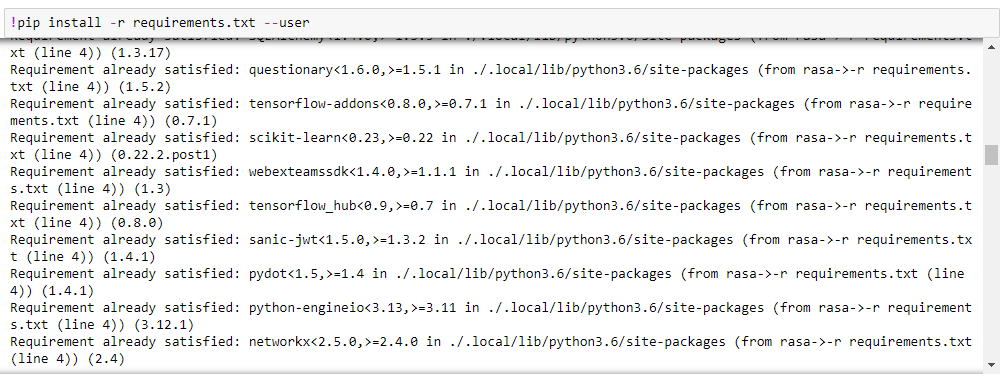 !pip install -r requirements.txt --user
xt (line 4)) (1.3.17)
Requirement already satisfied: questionary<1.6.0,>=1.5.1 in ./.local/lib/python3.6/site-packages (from rasa->-r requirements.
txt (line 4)) (1.5.2)
Requirement already satisfied: tensorflow-addons<0.8.0,>=0.7.1 in ./.local/lib/python3.6/site-packages (from rasa->-r require
ments.txt (line 4)) (0.7.1)
Requirement already satisfied: scikit-learn<0.23,>=0.22 in ./.local/lib/python3.6/site-packages (from rasa->-r requirements.t
xt (line 4)) (0.22.2.post1)
Requirement already satisfied: webexteamssdk<1.4.0,>=1.1.1 in ./.local/lib/python3.6/site-packages (from rasa->-r requirement
s.txt (line 4)) (1.3)
Requirement already satisfied: tensorflow_hub<0.9,>=0.7 in ./.local/lib/python3.6/site-packages (from rasa->-r requirements.t
xt (line 4)) (0.8.0)
Requirement already satisfied: sanic-jwt<1.5.0,>=1.3.2 in ./.local/lib/python3.6/site-packages (from rasa->-r requirements.tx
t (line 4)) (1.4.1)
Requirement already satisfied: pydot<1.5,>=1.4 in ./.local/lib/python3.6/site-packages (from rasa->-r requirements.txt (line
4)) (1.4.1)
Requirement already satisfied: python-engineio<3.13,>=3.11 in ./.local/lib/python3.6/site-packages (from rasa->-r requirement
s.txt (line 4)) (3.12.1)
Requirement already satisfied: networkx<2.5.0,>=2.4.0 in ./.local/lib/python3.6/site-packages (from rasa->-r requirements.txt
(line 4)) (2.4)